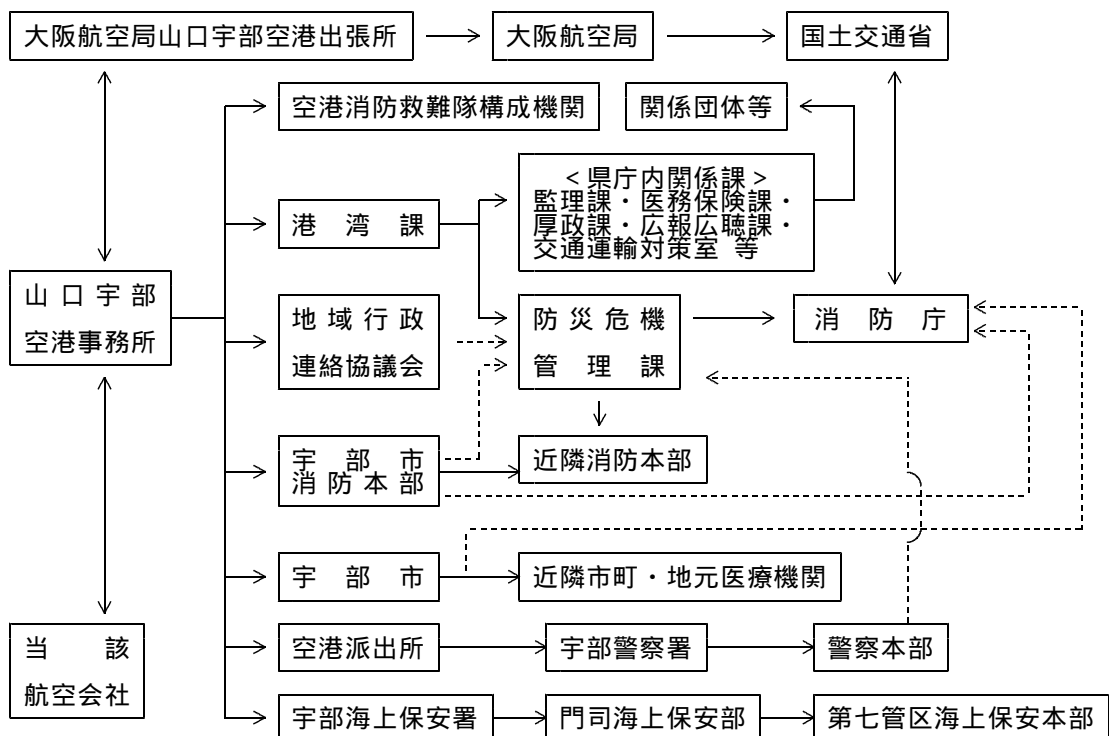 大阪航空局山口宇部空港出張所
大阪航空局
国土交通省
空港消防救難隊構成機関
関係団体等
<県庁内関係課>
監理課・医務保険課・
厚政課・広報広聴課・
交通運輸対策室 等
港湾課
山口宇部
空港事務所
地域行政
連絡協議会
防災危機
管理課
消防庁
宇部市
消防本部
近隣消防本部
宇部市
近隣市町・地元医療機関
当該
航空会社
空港派出所
宇部警察署
警察本部
宇部海上保安署
門司海上保安部
第七管区海上保安本部